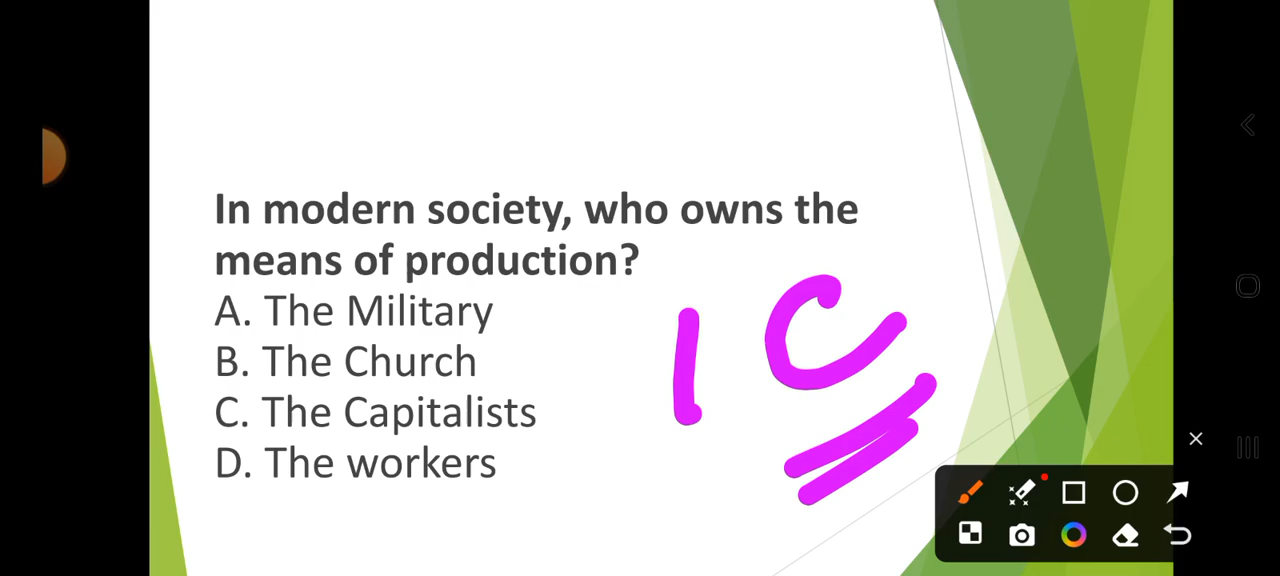 In modern society, who owns the
means of production?
A. The Military
B. The Church
C. The Capitalists
D. The workers
1 C